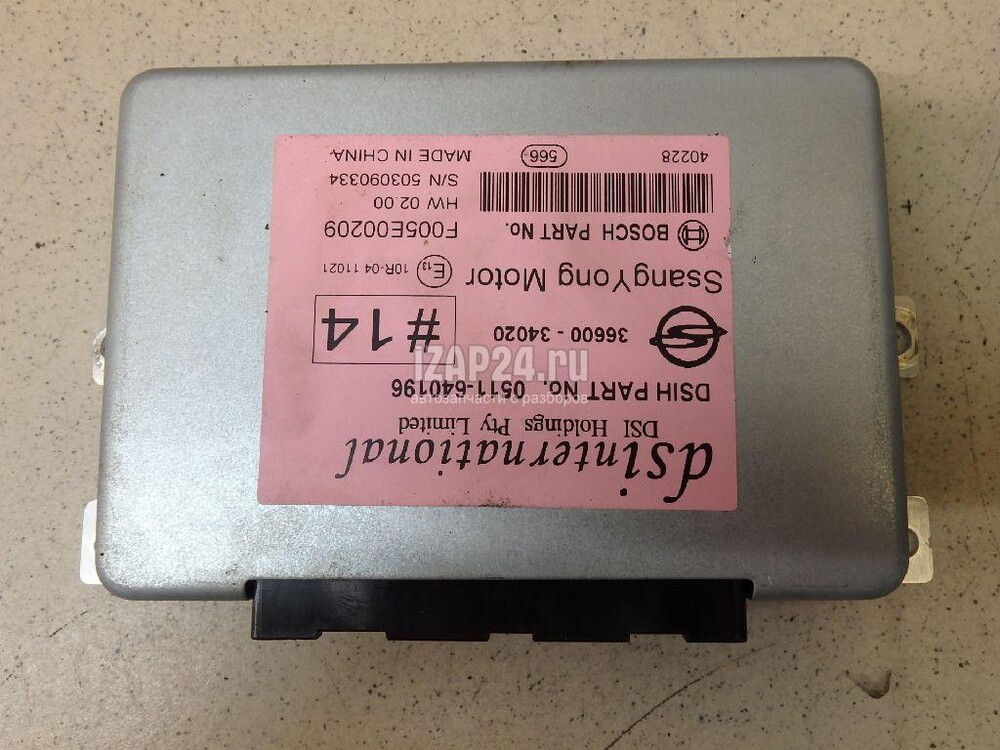 dsinternational
DSI Holdings Pty Limited
DSIH PART No. 0511-640196
36600 - 34020
#14
SsangYong Motor
E13 10R-04 11021
BOSCH PART No. F005E00209
HW 02.00
S/N 503090334
40228 566 MADE IN CHINA
IZAP24.ru
автозапчасти с разборов